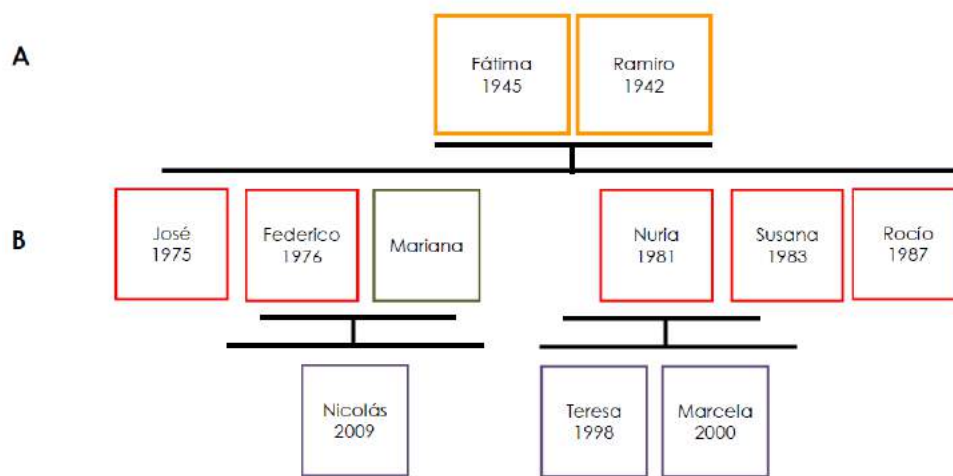 A
Fátima
1945
Ramiro
1942
B
José
1975
Federico
1976
Mariana
Nuria
1981
Susana
1983
Rocío
1987
Nicolás
2009
Teresa
1998
Marcela
2000